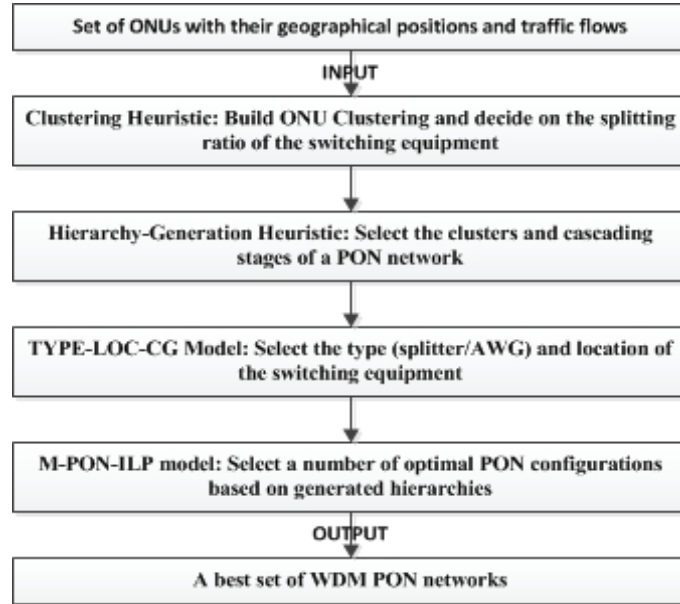 Set of ONUs with their geographical positions and traffic flows
INPUT
Clustering Heuristic: Build ONU Clustering and decide on the splitting
ratio of the switching equipment
Hierarchy-Generation Heuristic: Select the clusters and cascading
stages of a PON network
TYPE-LOC-CG Model: Select the type (splitter/AWG) and location of
the switching equipment
M-PON-ILP model: Select a number of optimal PON configurations
based on generated hierarchies
OUTPUT
A best set of WDM PON networks